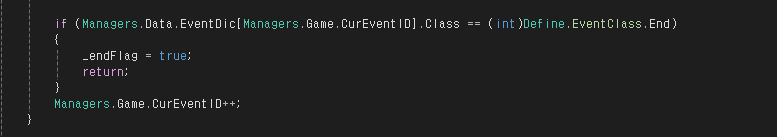 if (Managers.Data.EventDic[Managers.Game.CurEventID].Class == (int)Define.EventClass.End)
{
_endFlag = true;
return;
}
Managers.Game.CurEventID++;
}